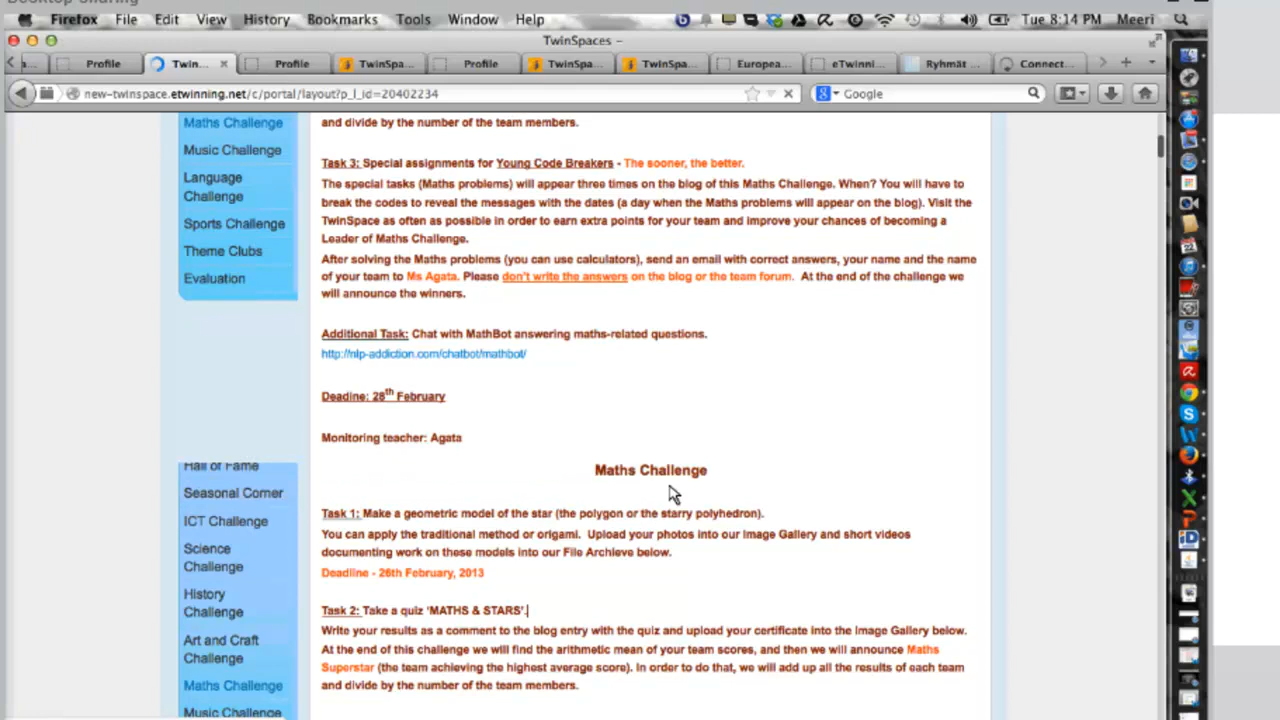 Desktop Sharing
Firefox File Edit View History Bookmarks Tools Window Help Tue 8:14 PM Meeri
TwinSpaces –
Profile Twin... Profile TwinSpa... Profile TwinSpa... TwinSpa... Europea... eTwinni... Ryhmät Connect...
new-twinspace.etwinning.net/c/portal/layout?p_l_id=20402234 Google
Maths Challenge
Music Challenge
Language
Challenge
Sports Challenge
Theme Clubs
Evaluation
and divide by the number of the team members.
Task 3: Special assignments for Young Code Breakers - The sooner, the better.
The special tasks (Maths problems) will appear three times on the blog of this Maths Challenge. When? You will have to
break the codes to reveal the messages with the dates (a day when the Maths problems will appear on the blog). Visit the
TwinSpace as often as possible in order to earn extra points for your team and improve your chances of becoming a
Leader of Maths Challenge.
After solving the Maths problems (you can use calculators), send an email with correct answers, your name and the name
of your team to Ms Agata. Please don't write the answers on the blog or the team forum. At the end of the challenge we
will announce the winners.
Additional Task: Chat with MathBot answering maths-related questions.
http://nlp-addiction.com/chatbot/mathbot/
Deadine: 28th February
Monitoring teacher: Agata
Hall of Fame
Seasonal Corner
ICT Challenge
Science
Challenge
History
Challenge
Art and Craft
Challenge
Maths Challenge
Music Challenge
Maths Challenge
Task 1: Make a geometric model of the star (the polygon or the starry polyhedron).
You can apply the traditional method or origami. Upload your photos into our Image Gallery and short videos
documenting work on these models into our File Archieve below.
Deadline - 26th February, 2013
Task 2: Take a quiz 'MATHS & STARS'.
Write your results as a comment to the blog entry with the quiz and upload your certificate into the Image Gallery below.
At the end of this challenge we will find the arithmetic mean of your team scores, and then we will announce Maths
Superstar (the team achieving the highest average score). In order to do that, we will add up all the results of each team
and divide by the number of the team members.